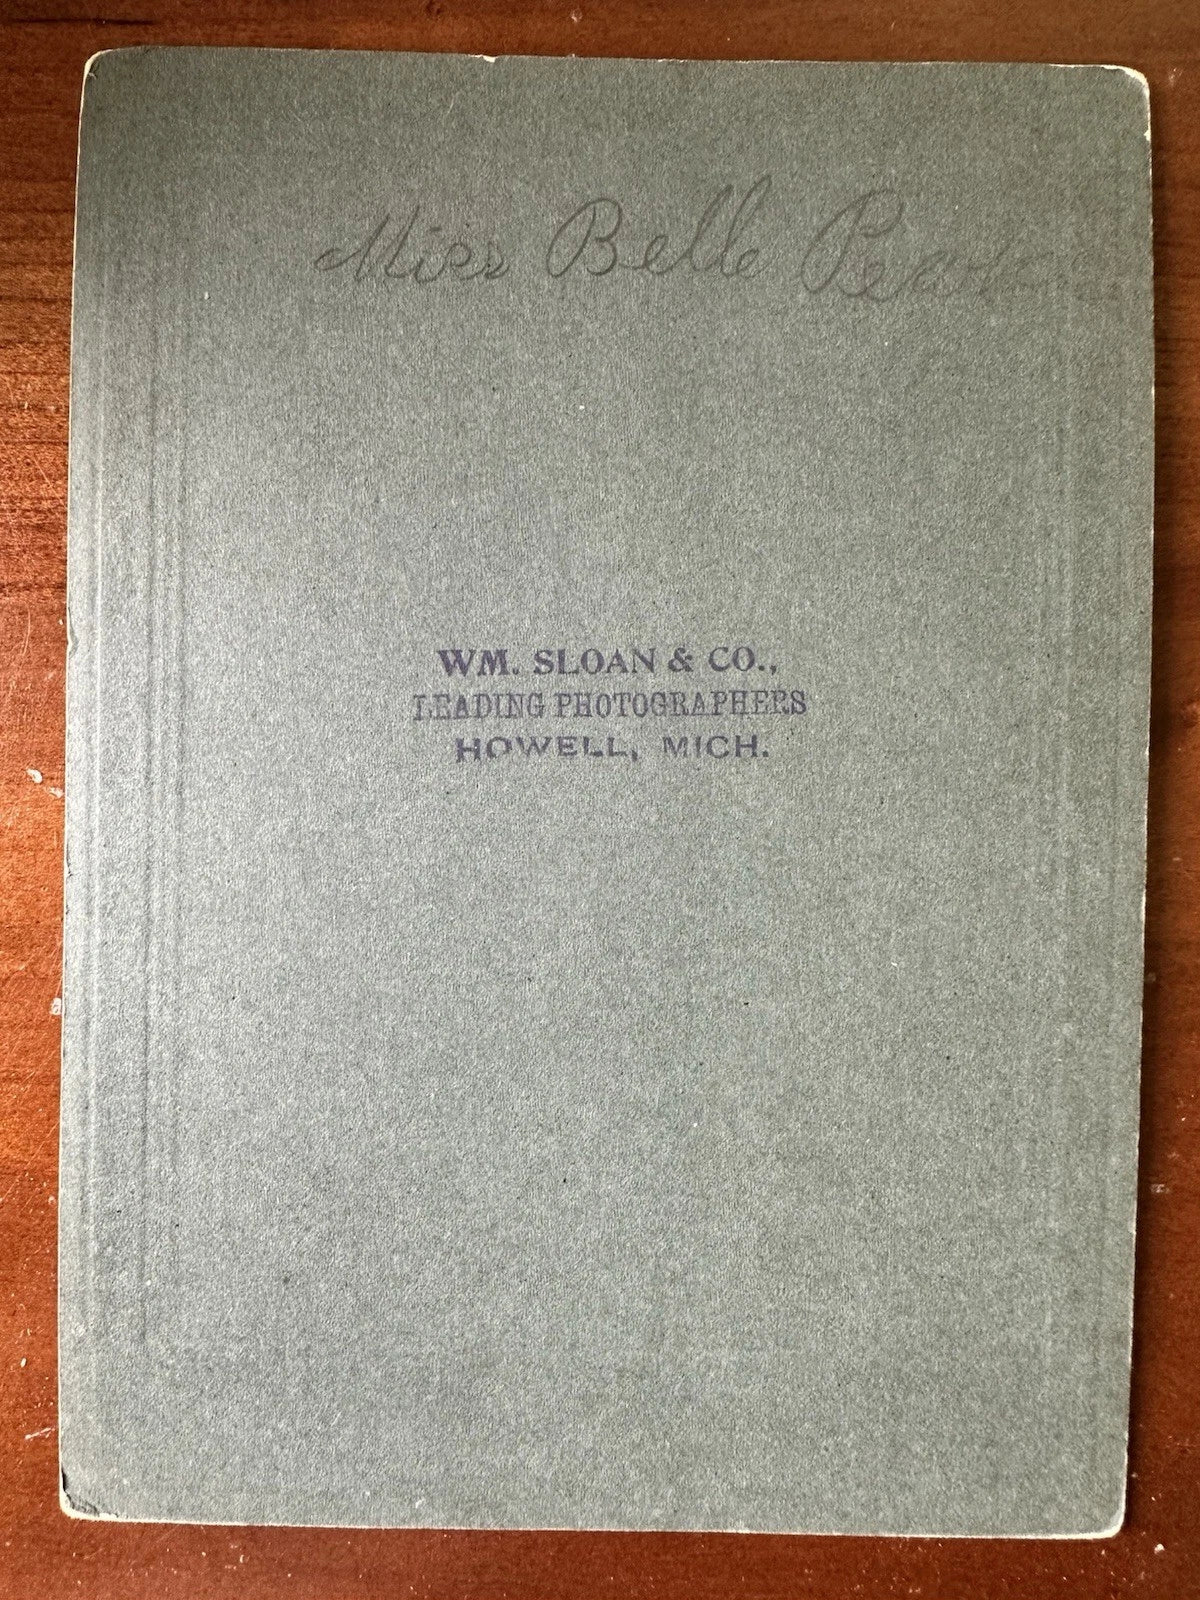 Miss Belle
WM. SLOAN & CO.,
LEADING PHOTOGRAPHERS
HOWELL, MICH.